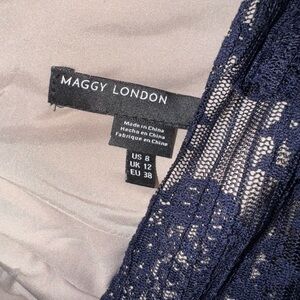 MAGGY LONDON
Made in China
Hecho en China
Fabriqué en Chine
US 8
UK 12
EU 38